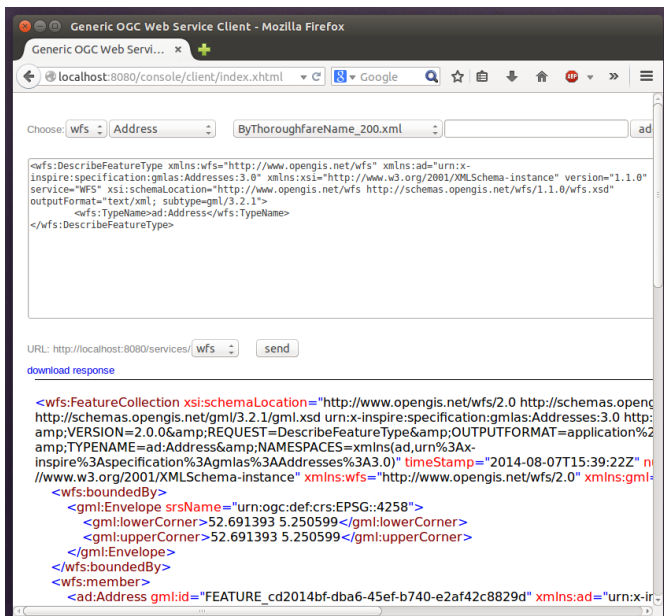 Generic OGC Web Service Client - Mozilla Firefox
Generic OGC Web Servi...
localhost:8080/console/client/index.xhtml
Google
ABP
Choose: wfs Address ByThoroughfareName_200.xml ad
<wfs:DescribeFeatureType xmlns:wfs="http://www.opengis.net/wfs" xmlns:ad="urn:x-
inspire:specification:gmlas:Addresses:3.0" xmlns:xsi="http://www.w3.org/2001/XMLSchema-instance" version="1.1.0"
service="WFS" xsi:schemaLocation="http://www.opengis.net/wfs http://schemas.opengis.net/wfs/1.1.0/wfs.xsd"
outputFormat="text/xml; subtype=gml/3.2.1">
<wfs:TypeName>ad:Address</wfs:TypeName>
</wfs:DescribeFeatureType>
URL: http://localhost:8080/services/ wfs send
download response
<wfs:FeatureCollection xsi:schemaLocation="http://www.opengis.net/wfs/2.0 http://schemas.openg
http://schemas.opengis.net/gml/3.2.1/gml.xsd urn:x-inspire:specification:gmlas:Addresses:3.0 http:
amp;VERSION=2.0.0&amp;REQUEST=DescribeFeatureType&amp;OUTPUTFORMAT=application%2
amp;TYPENAME=ad:Address&amp;NAMESPACES=xmlns(ad,urn%3Ax-
inspire%3Aspecification%3Agmlas%3AAddresses%3A3.0)" timeStamp="2014-08-07T15:39:22Z" nu
//www.w3.org/2001/XMLSchema-instance" xmlns:wfs="http://www.opengis.net/wfs/2.0" xmlns:gml=
<wfs:boundedBy>
<gml:Envelope srsName="urn:ogc:def:crs:EPSG::4258">
<gml:lowerCorner>52.691393 5.250599</gml:lowerCorner>
<gml:upperCorner>52.691393 5.250599</gml:upperCorner>
</gml:Envelope>
</wfs:boundedBy>
<wfs:member>
<ad:Address gml:id="FEATURE_cd2014bf-dba6-45ef-b740-e2af42c8829d" xmlns:ad="urn:x-ir